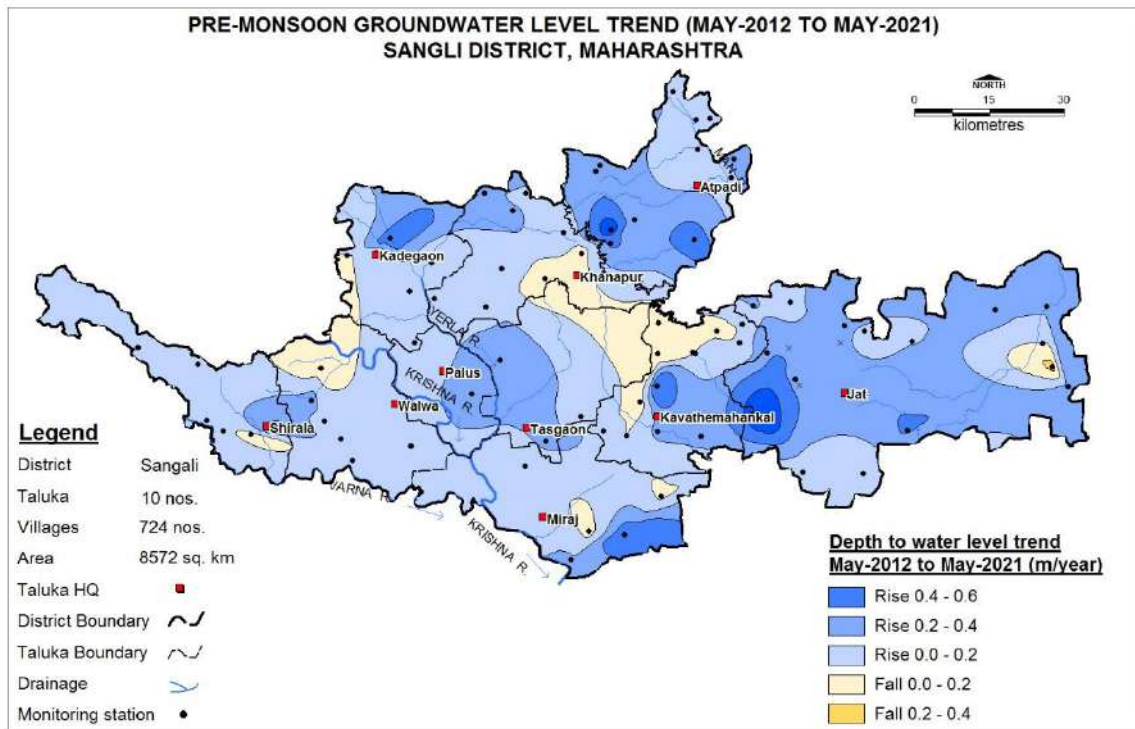 PRE-MONSOON GROUNDWATER LEVEL TREND (MAY-2012 TO MAY-2021)
SANGLI DISTRICT, MAHARASHTRA
NORTH
0 15 30
kilometres
Atpadi
Kadegaon
Khanapur
YERLA R.
Palus
KRISHNA R.
Walwa
Jat
Kavathemahankal
Shirala
Tasgaon
VARNA R.
KRISHNA R.
Miraj
Legend
District Sangali
Taluka 10 nos.
Villages 724 nos.
Area 8572 sq. km
Taluka HQ
District Boundary
Taluka Boundary
Drainage
Monitoring station
Depth to water level trend
May-2012 to May-2021 (m/year)
Rise 0.4 - 0.6
Rise 0.2 - 0.4
Rise 0.0 - 0.2
Fall 0.0 - 0.2
Fall 0.2 - 0.4